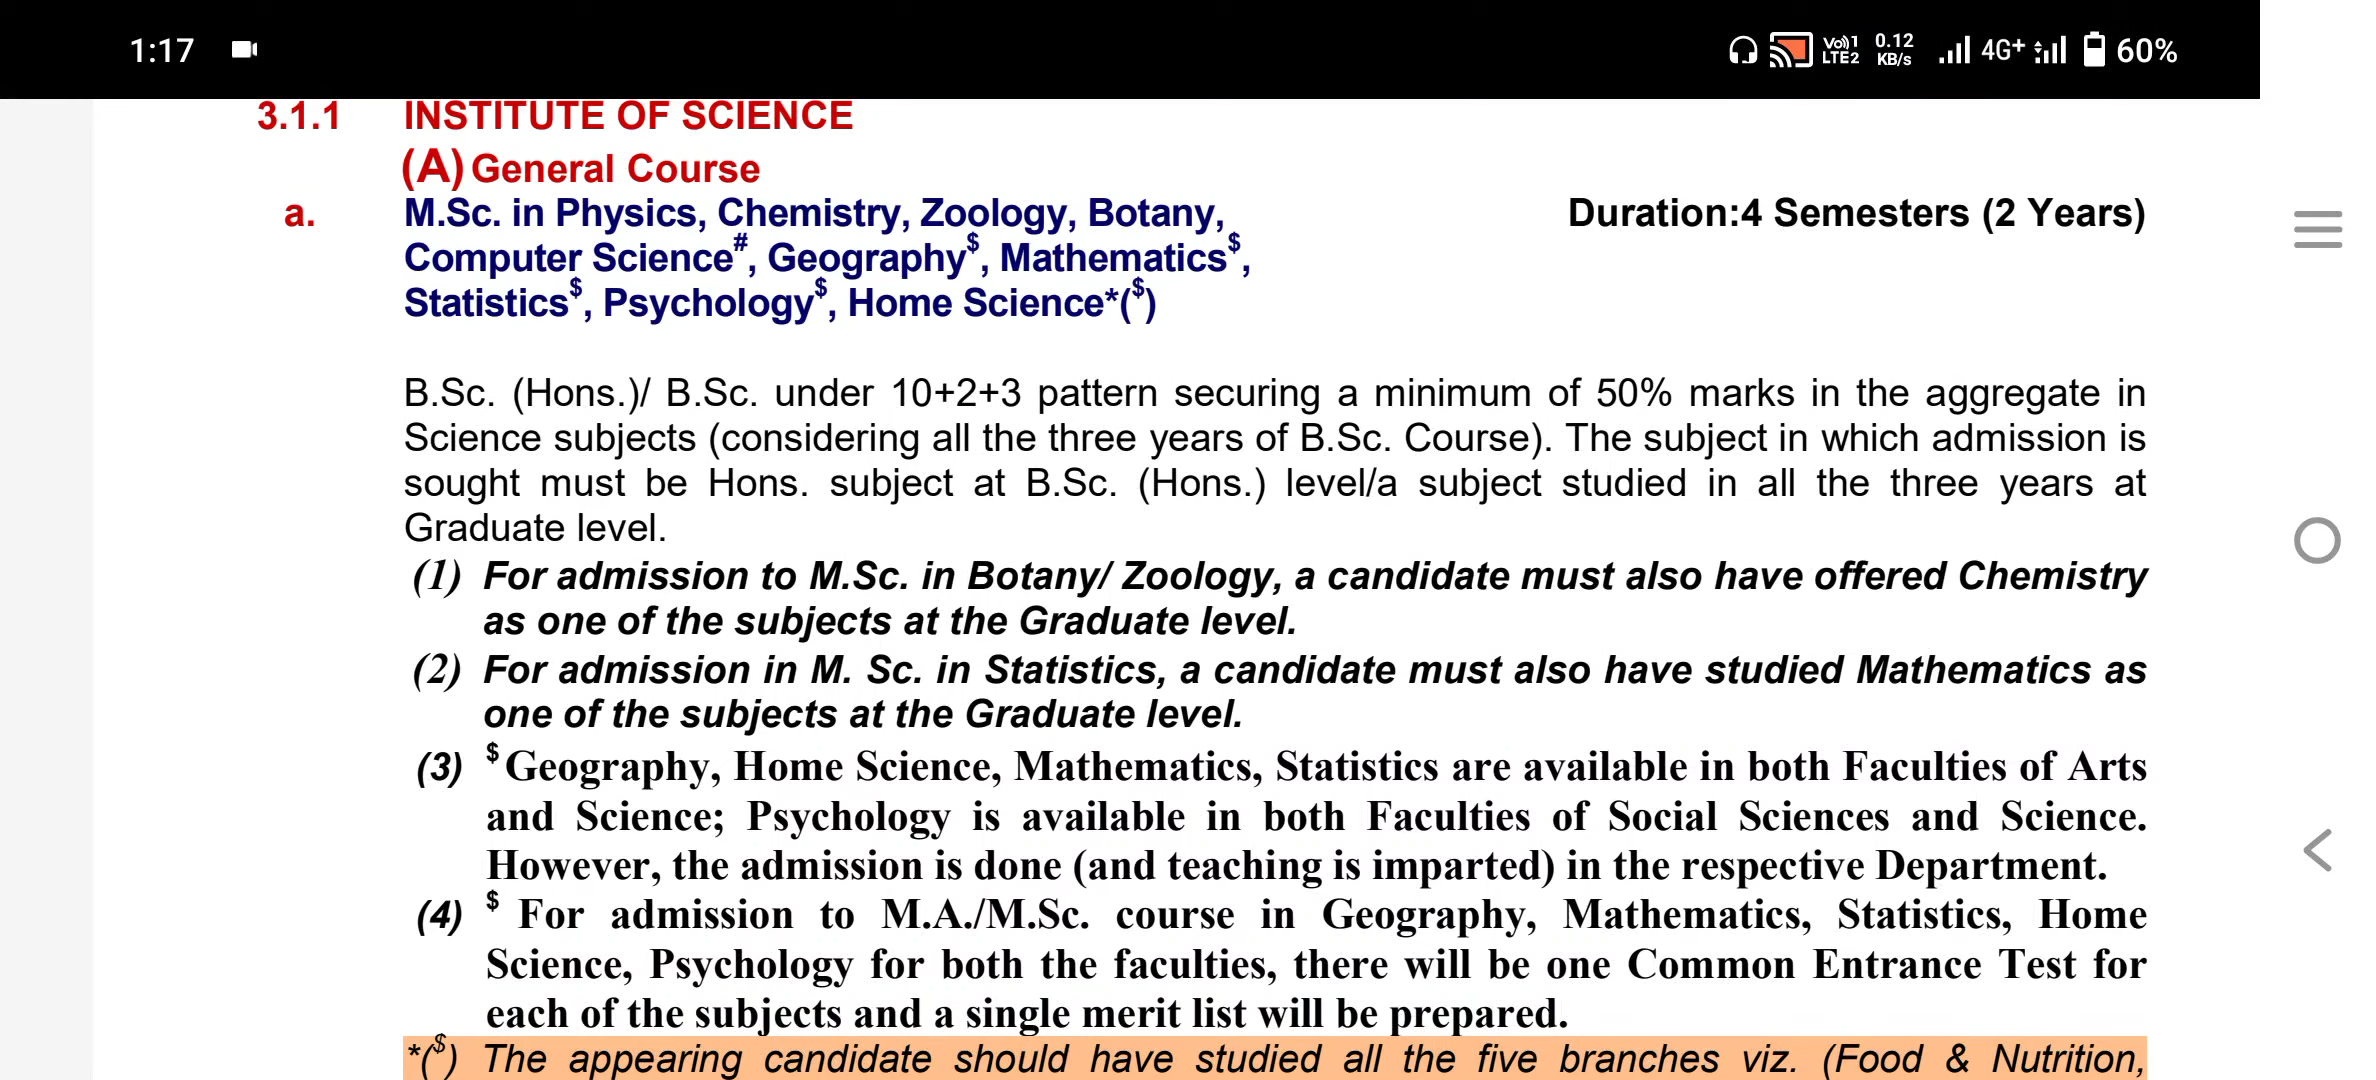 1:17 Vo)) 1 LTE2 0.12 KB/s 4G+ 60%
3.1.1 INSTITUTE OF SCIENCE
(A) General Course
a. M.Sc. in Physics, Chemistry, Zoology, Botany, Duration:4 Semesters (2 Years)
Computer Science#, Geography$, Mathematics$,
Statistics$, Psychology$, Home Science*($)
B.Sc. (Hons.)/ B.Sc. under 10+2+3 pattern securing a minimum of 50% marks in the aggregate in
Science subjects (considering all the three years of B.Sc. Course). The subject in which admission is
sought must be Hons. subject at B.Sc. (Hons.) level/a subject studied in all the three years at
Graduate level.
(1) For admission to M.Sc. in Botany/ Zoology, a candidate must also have offered Chemistry
as one of the subjects at the Graduate level.
(2) For admission in M. Sc. in Statistics, a candidate must also have studied Mathematics as
one of the subjects at the Graduate level.
(3) $ Geography, Home Science, Mathematics, Statistics are available in both Faculties of Arts
and Science; Psychology is available in both Faculties of Social Sciences and Science.
However, the admission is done (and teaching is imparted) in the respective Department.
(4) $ For admission to M.A./M.Sc. course in Geography, Mathematics, Statistics, Home
Science, Psychology for both the faculties, there will be one Common Entrance Test for
each of the subjects and a single merit list will be prepared.
*($) The appearing candidate should have studied all the five branches viz. (Food & Nutrition,